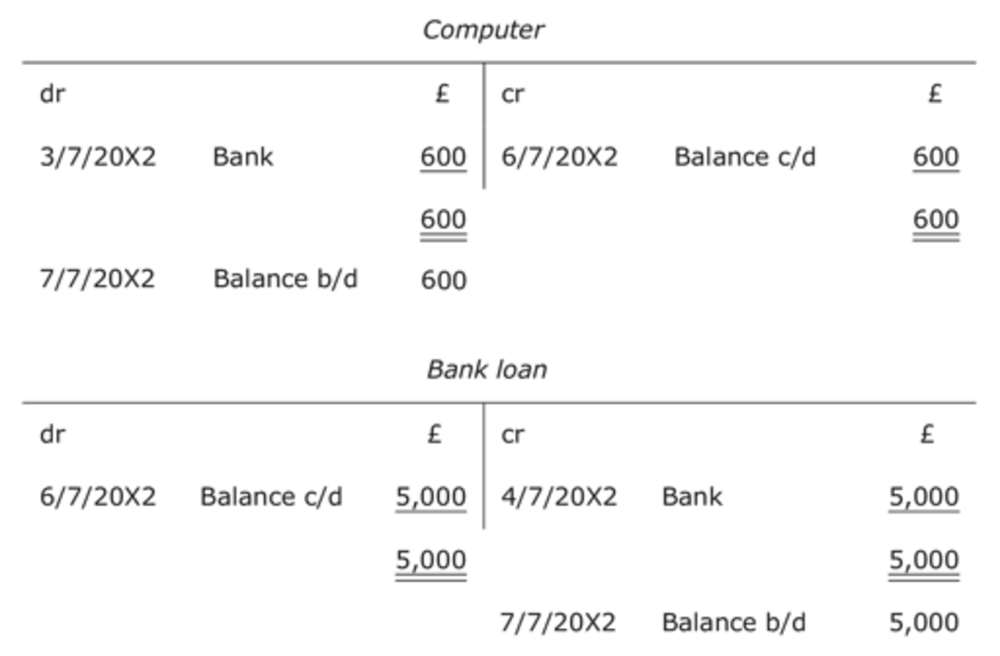 Computer
dr £ cr £
3/7/20X2 Bank 600 6/7/20X2 Balance c/d 600
600 600
7/7/20X2 Balance b/d 600
Bank loan
dr £ cr £
6/7/20X2 Balance c/d 5,000 4/7/20X2 Bank 5,000
5,000 5,000
7/7/20X2 Balance b/d 5,000